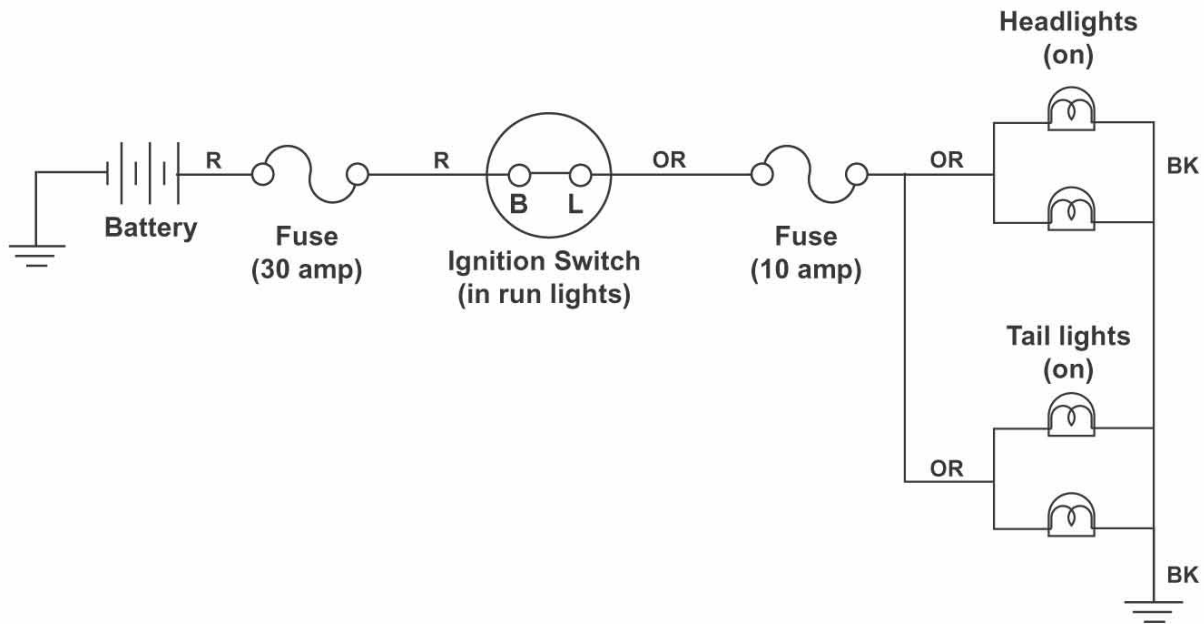 Headlights
(on)
R
R
OR
OR
BK
B
L
Battery
Fuse
(30 amp)
Ignition Switch
(in run lights)
Fuse
(10 amp)
Tail lights
(on)
OR
BK